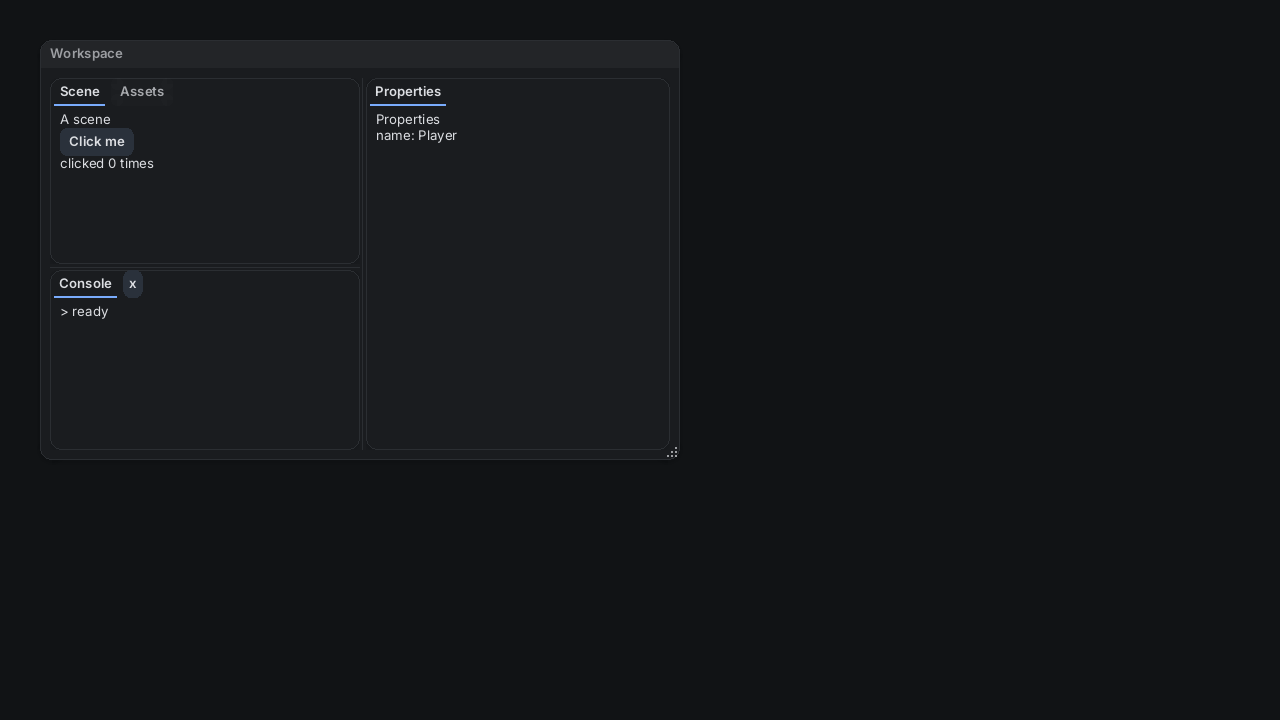 Workspace
Scene Assets
A scene
Click me
clicked 0 times
Console x
> ready
Properties
Properties
name: Player